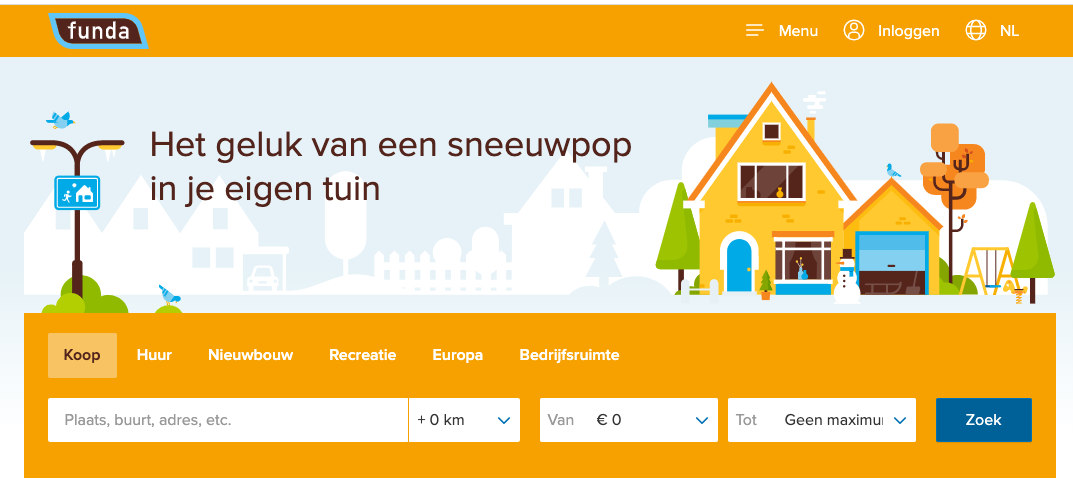 funda
Menu
Inloggen
NL
Het geluk van een sneeuwpop
in je eigen tuin
Koop
Huur
Nieuwbouw
Recreatie
Europa
Bedrijfsruimte
Plaats, buurt, adres, etc.
+ 0 km
Van
€ 0
Tot
Geen maximu
Zoek